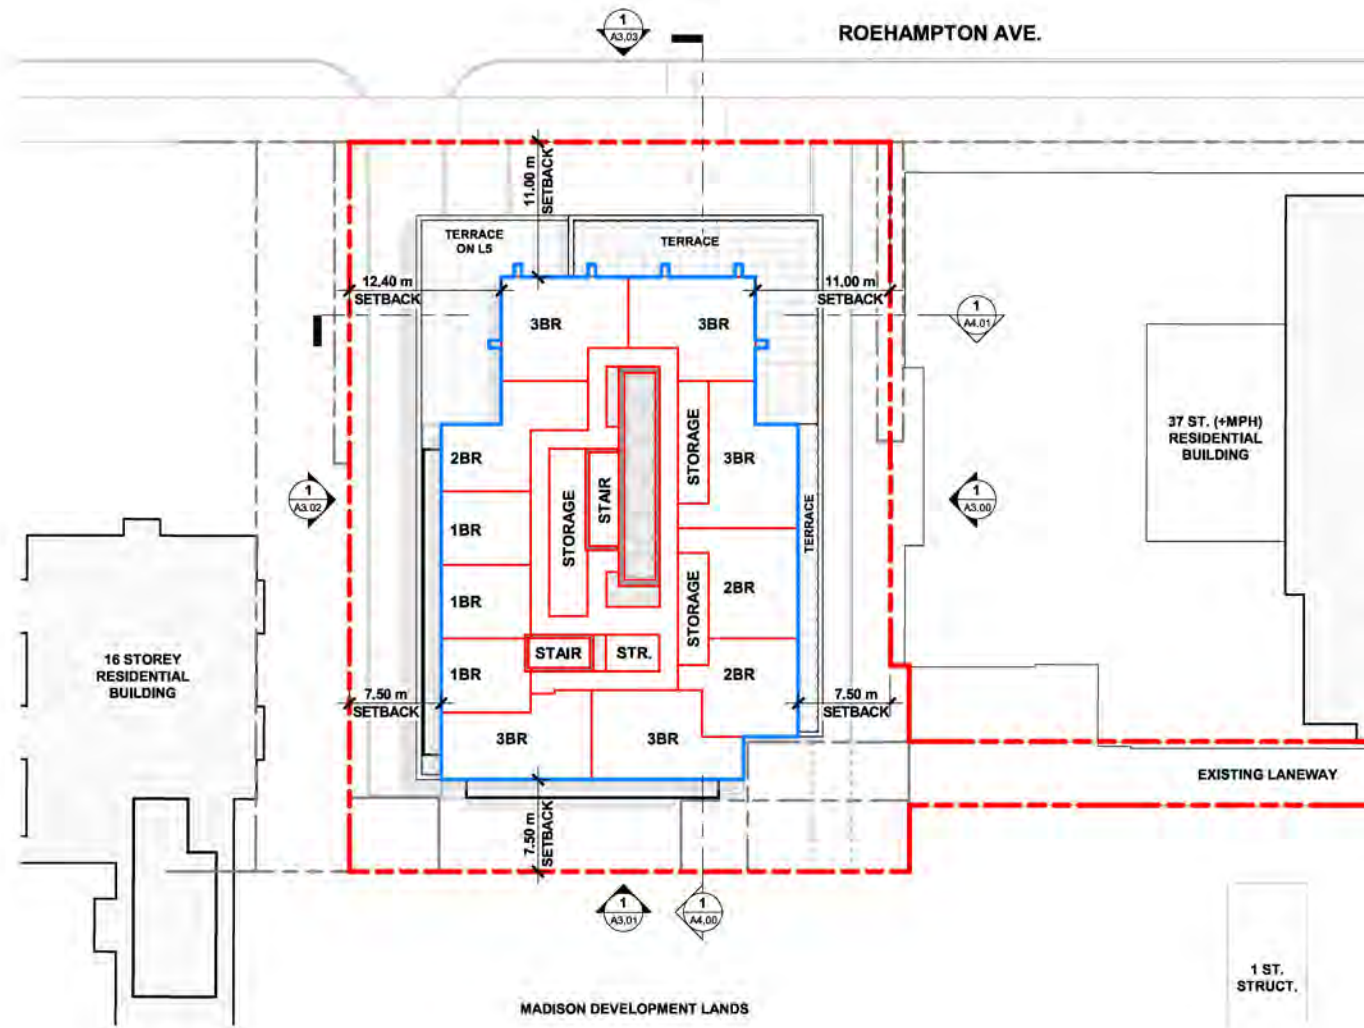 1
A3.03
ROEHAMPTON AVE.
11.00 m
SETBACK
TERRACE
ON L5
TERRACE
12.40 m
SETBACK
11.00 m
SETBACK
1
A4.01
3BR
3BR
37 ST. (+MPH)
RESIDENTIAL
BUILDING
2BR
STORAGE
3BR
1
A3.02
STORAGE
STAIR
1
A3.00
1BR
TERRACE
1BR
STORAGE
2BR
16 STOREY
RESIDENTIAL
BUILDING
STAIR
STR.
1BR
2BR
7.50 m
SETBACK
7.50 m
SETBACK
3BR
3BR
EXISTING LANEWAY
7.50 m
SETBACK
1
A3.01
1
A4.00
1 ST.
STRUCT.
MADISON DEVELOPMENT LANDS